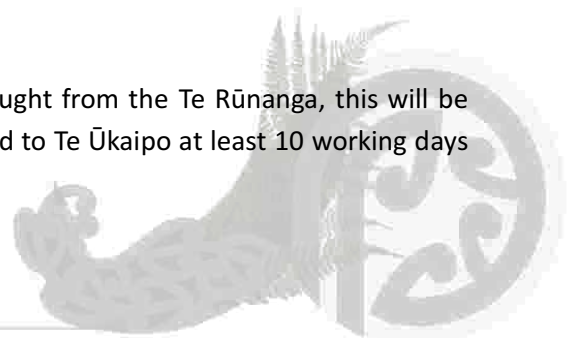 ught from the Te Rūnanga, this will be
d to Te Ūkaipo at least 10 working days